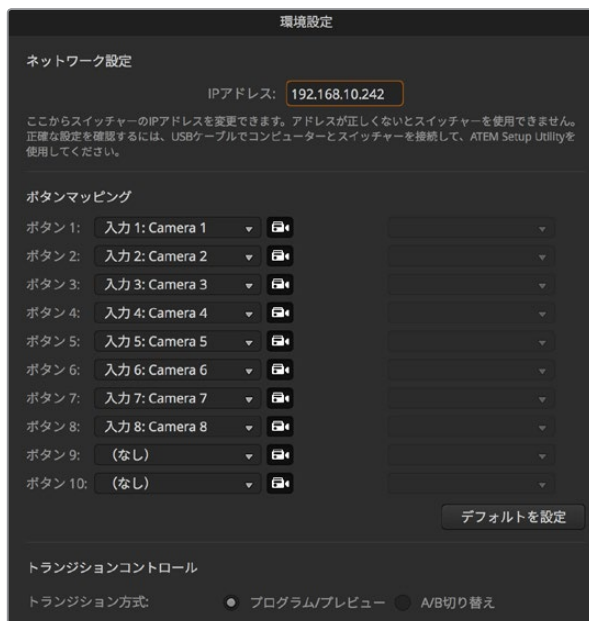 環境設定
ネットワーク設定
IPアドレス: 192.168.10.242
ここからスイッチャーのIPアドレスを変更できます。アドレスが正しくないとスイッチャーを使用できません。
正確な設定を確認するには、USBケーブルでコンピューターとスイッチャーを接続して、ATEM Setup Utilityを
使用してください。
ボタンマッピング
ボタン 1: 入力 1: Camera 1
ボタン 2: 入力 2: Camera 2
ボタン 3: 入力 3: Camera 3
ボタン 4: 入力 4: Camera 4
ボタン 5: 入力 5: Camera 5
ボタン 6: 入力 6: Camera 6
ボタン 7: 入力 7: Camera 7
ボタン 8: 入力 8: Camera 8
ボタン 9: （なし）
ボタン 10: （なし）
デフォルトを設定
トランジションコントロール
トランジション方式: プログラム/プレビュー A/B切り替え